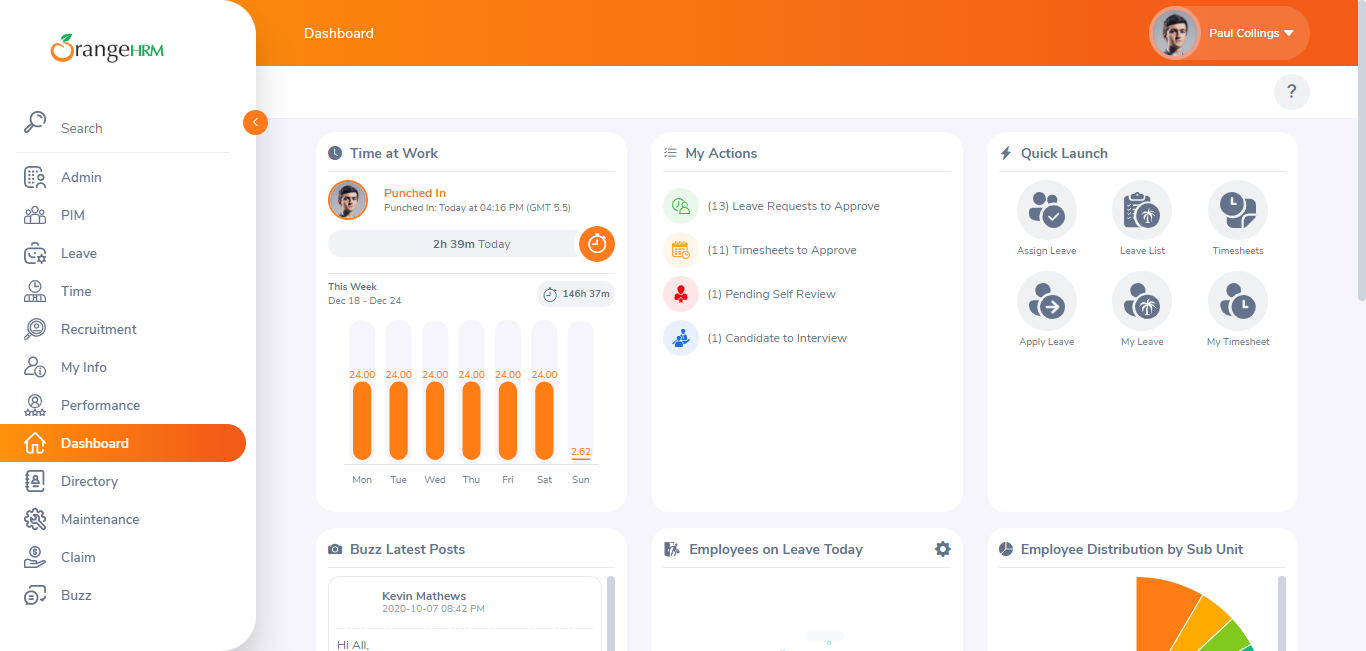 OrangeHRM
Dashboard
Paul Collings
?
Search
Admin
PIM
Leave
Time
Recruitment
My Info
Performance
Dashboard
Directory
Maintenance
Claim
Buzz
Time at Work
Punched In
Punched In: Today at 04:16 PM (GMT 5.5)
2h 39m Today
This Week
Dec 18 - Dec 24
146h 37m
24.00 24.00 24.00 24.00 24.00 24.00
2.62
Mon Tue Wed Thu Fri Sat Sun
My Actions
(13) Leave Requests to Approve
(11) Timesheets to Approve
(1) Pending Self Review
(1) Candidate to Interview
Quick Launch
Assign Leave Leave List Timesheets
Apply Leave My Leave My Timesheet
Buzz Latest Posts
Kevin Mathews
2020-10-07 08:42 PM
Hi All,
Employees on Leave Today
Employee Distribution by Sub Unit